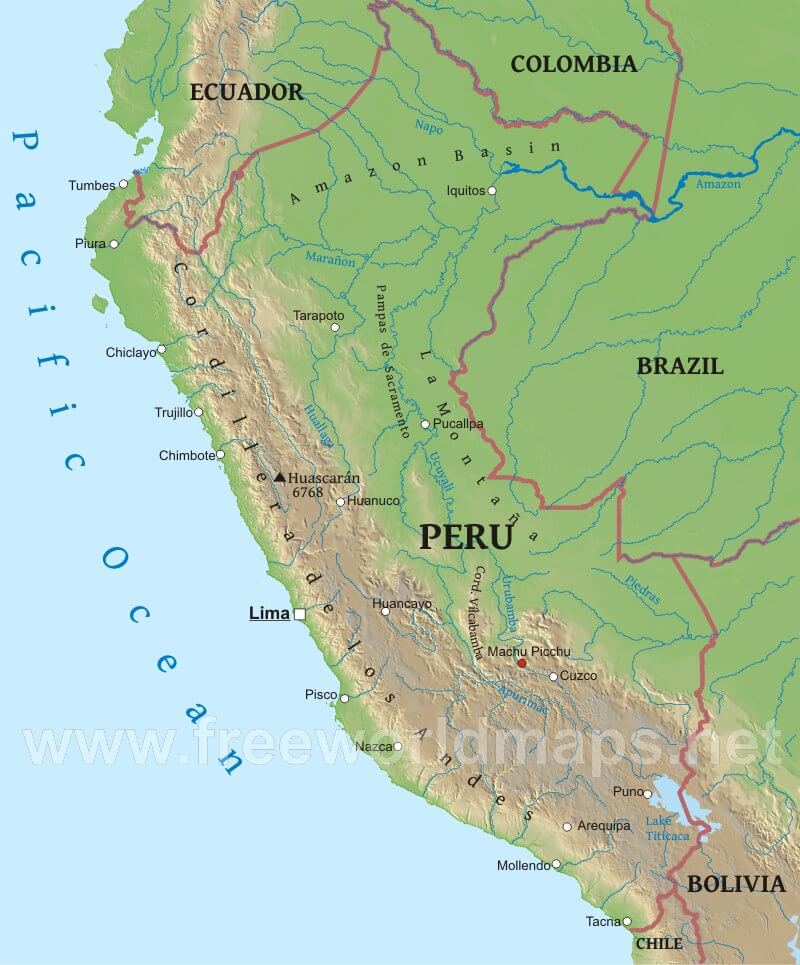 COLOMBIA
ECUADOR
Napo
Amazon Basin
Tumbes
Iquitos
Amazon
Piura
Marañon
Pacific Ocean
Cordillera de los Andes
Pampas de Sacramento
Tarapoto
Chiclayo
La Montaña
BRAZIL
Trujillo
Huallaga
Pucallpa
Chimbote
Ucuyali
Huascarán
6768
Huanuco
PERU
Cord. Vilcabamba
Urubamba
Piedras
Lima
Huancayo
Machu Picchu
Cuzco
Pisco
Apurimac
www.freeworldmaps.net
Nazca
Puno
Lake
Titicaca
Arequipa
Mollendo
BOLIVIA
Tacna
CHILE